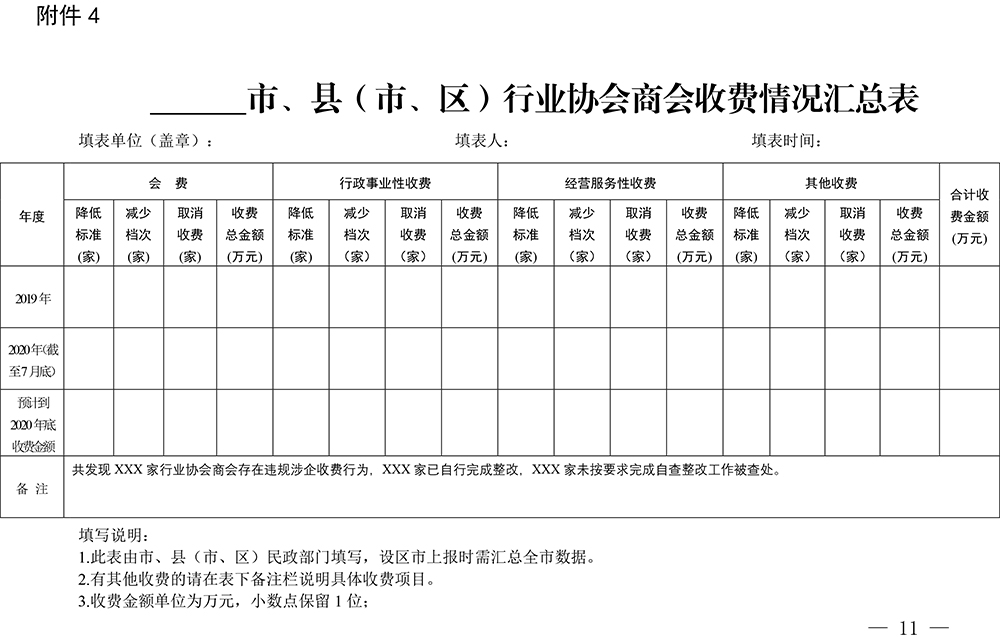 附件 4
______市、县（市、区）行业协会商会收费情况汇总表
填表单位（盖章）： 填表人： 填表时间：
年度 会 费 行政事业性收费 经营服务性收费 其他收费 合计收费金额(万元)
降低标准(家) 减少档次(家) 取消收费(家) 收费总金额(万元) 降低标准(家) 减少档次（家） 取消收费（家） 收费总金额(万元) 降低标准(家) 减少档次（家） 取消收费（家） 收费总金额(万元) 降低标准(家) 减少档次（家） 取消收费（家） 收费总金额(万元)
2019 年
2020 年(截
至 7 月底)
预计到
2020 年底
收费金额
备 注 共发现 XXX 家行业协会商会存在违规涉企收费行为，XXX 家已自行完成整改，XXX 家未按要求完成自查整改工作被查处。
填写说明：
1.此表由市、县（市、区）民政部门填写，设区市上报时需汇总全市数据。
2.有其他收费的请在表下备注栏说明具体收费项目。
3.收费金额单位为万元，小数点保留 1 位；
— 11 —